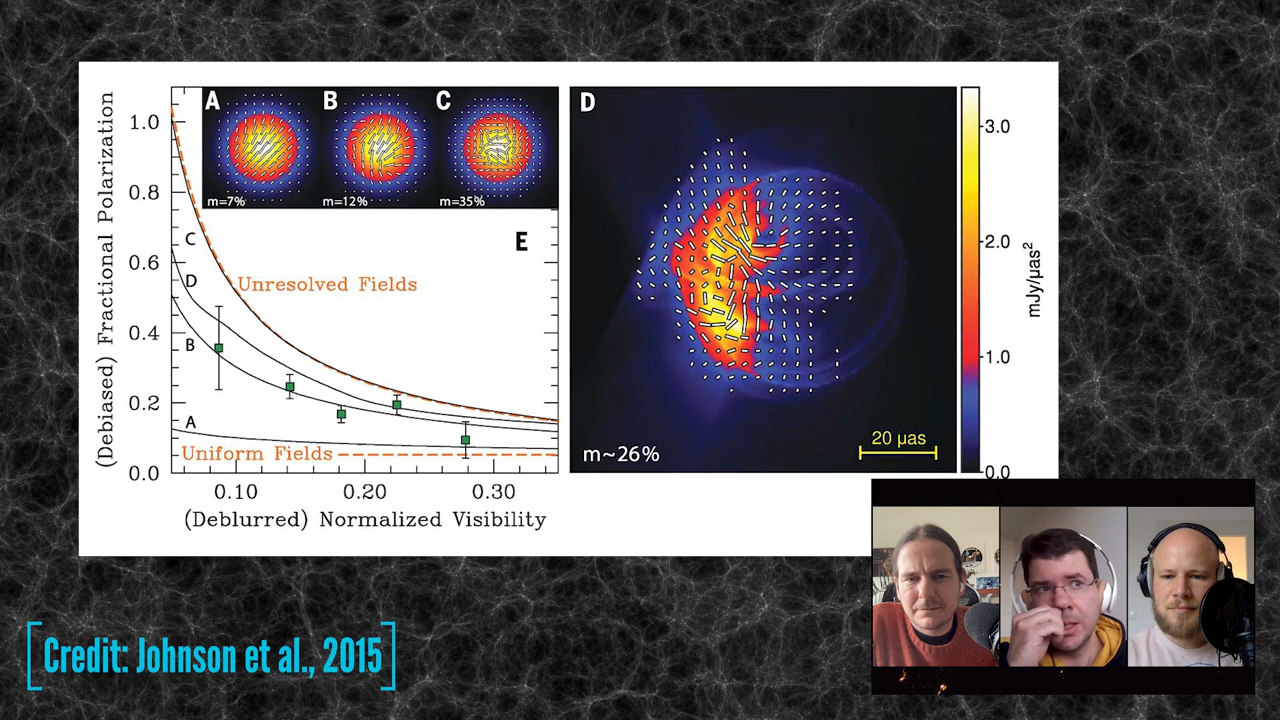 A
B
C
m=7%
m=12%
m=35%
E
D
m~26%
20 µas
(Debiased) Fractional Polarization
1.0
0.8
0.6
0.4
0.2
0.0
C
D
B
A
Unresolved Fields
Uniform Fields
0.10
0.20
0.30
(Deblurred) Normalized Visibility
3.0
2.0
1.0
0.0
mJy/µas²
[Credit: Johnson et al., 2015]